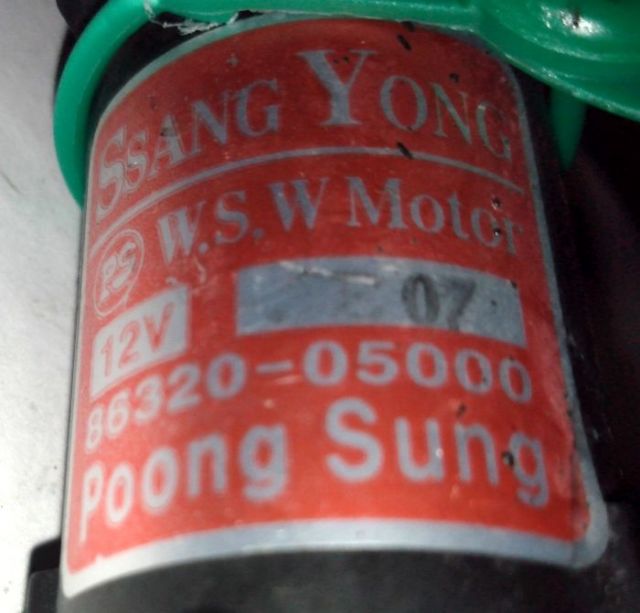 SSANG YONG
PS W.S.W Motor
12V 07
86320-05000
Poong Sung